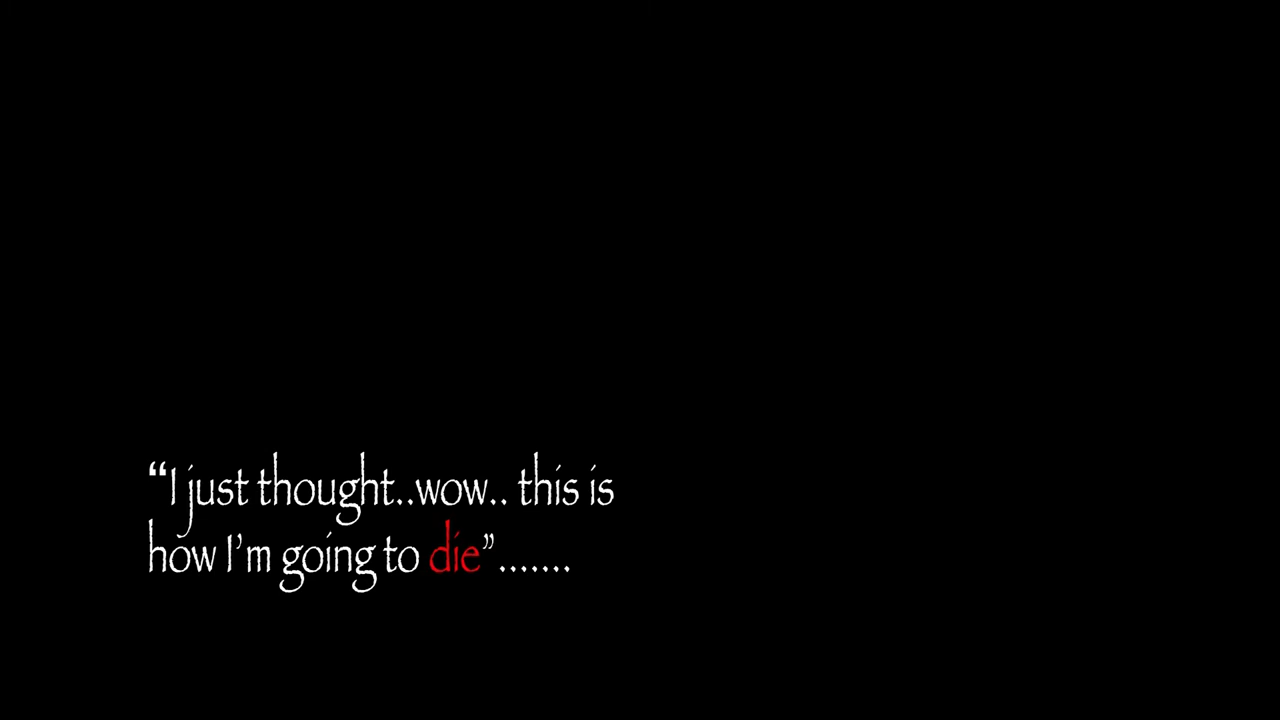 “I just thought..wow.. this is
how I’m going to die”.......